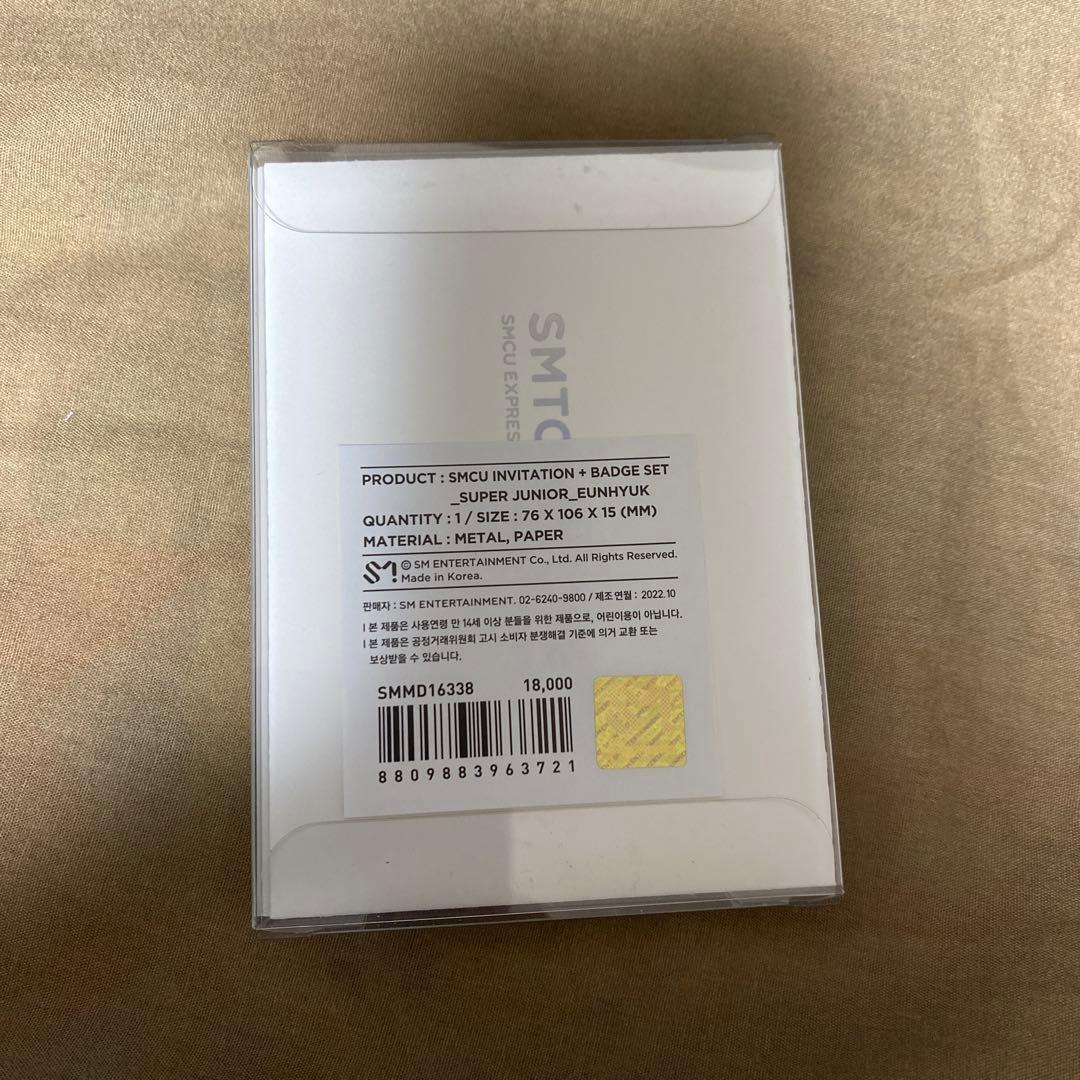 SMTO
SMCU EXPRES
PRODUCT : SMCU INVITATION + BADGE SET
_SUPER JUNIOR_EUNHYUK
QUANTITY : 1 / SIZE : 76 X 106 X 15 (MM)
MATERIAL : METAL, PAPER
SM! © SM ENTERTAINMENT Co., Ltd. All Rights Reserved.
Made in Korea.
판매자 : SM ENTERTAINMENT. 02-6240-9800 / 제조 연월 : 2022.10
| 본 제품은 사용연령 만 14세 이상 분들을 위한 제품으로, 어린이용이 아닙니다.
| 본 제품은 공정거래위원회 고시 소비자 분쟁해결 기준에 의거 교환 또는
보상받을 수 있습니다.
SMMD16338 18,000
8809883963721